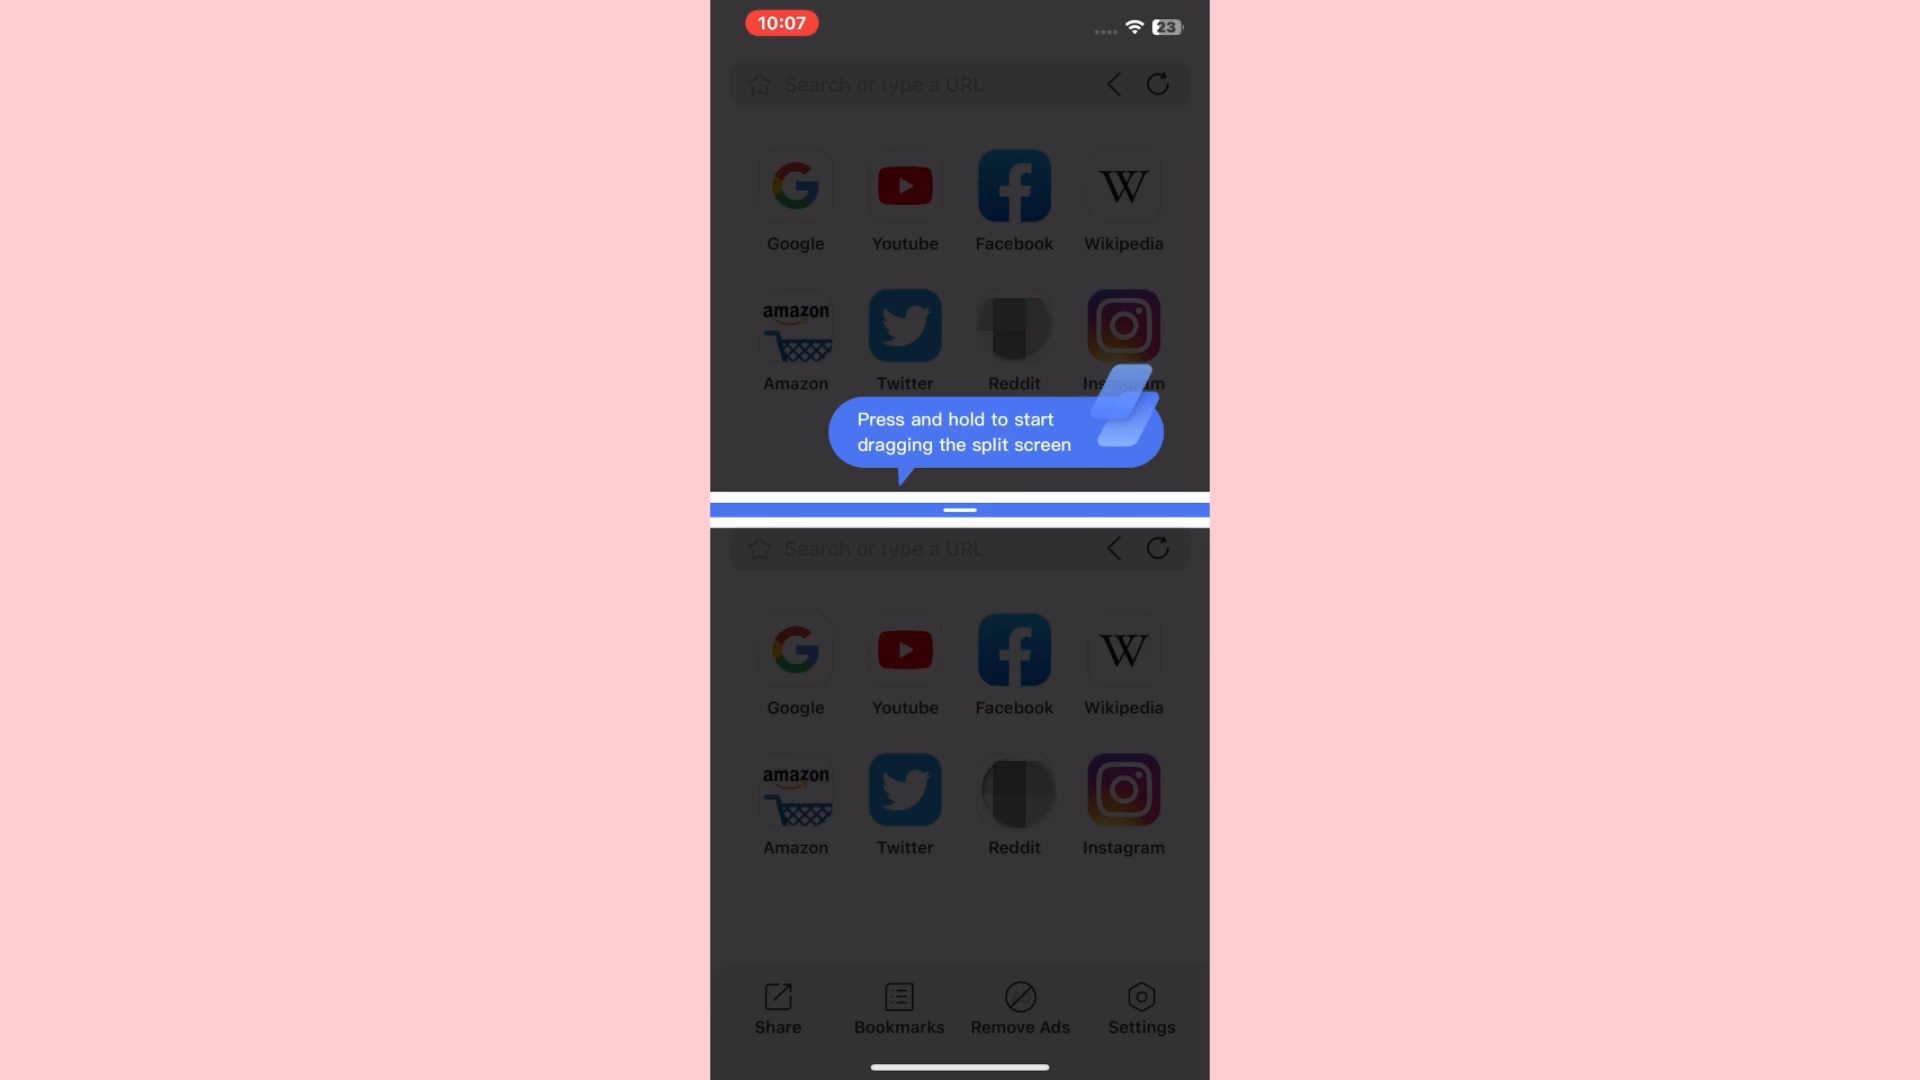 10:07
23
Search or type a URL
Google Youtube Facebook Wikipedia
amazon
Amazon Twitter Reddit Instagram
Press and hold to start
dragging the split screen
Search or type a URL
Google Youtube Facebook Wikipedia
amazon
Amazon Twitter Reddit Instagram
Share Bookmarks Remove Ads Settings